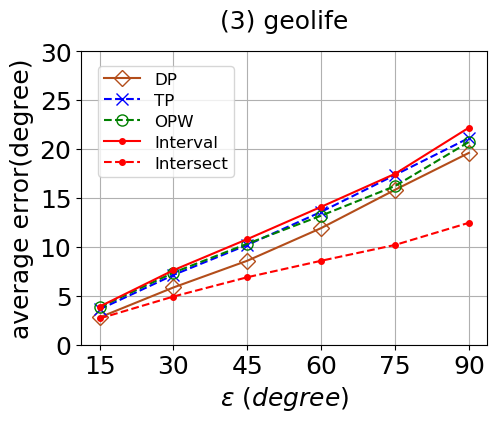 (3) geolife
average error(degree)
30
25
20
15
10
5
0
DP
TP
OPW
Interval
Intersect
15 30 45 60 75 90
ε (degree)